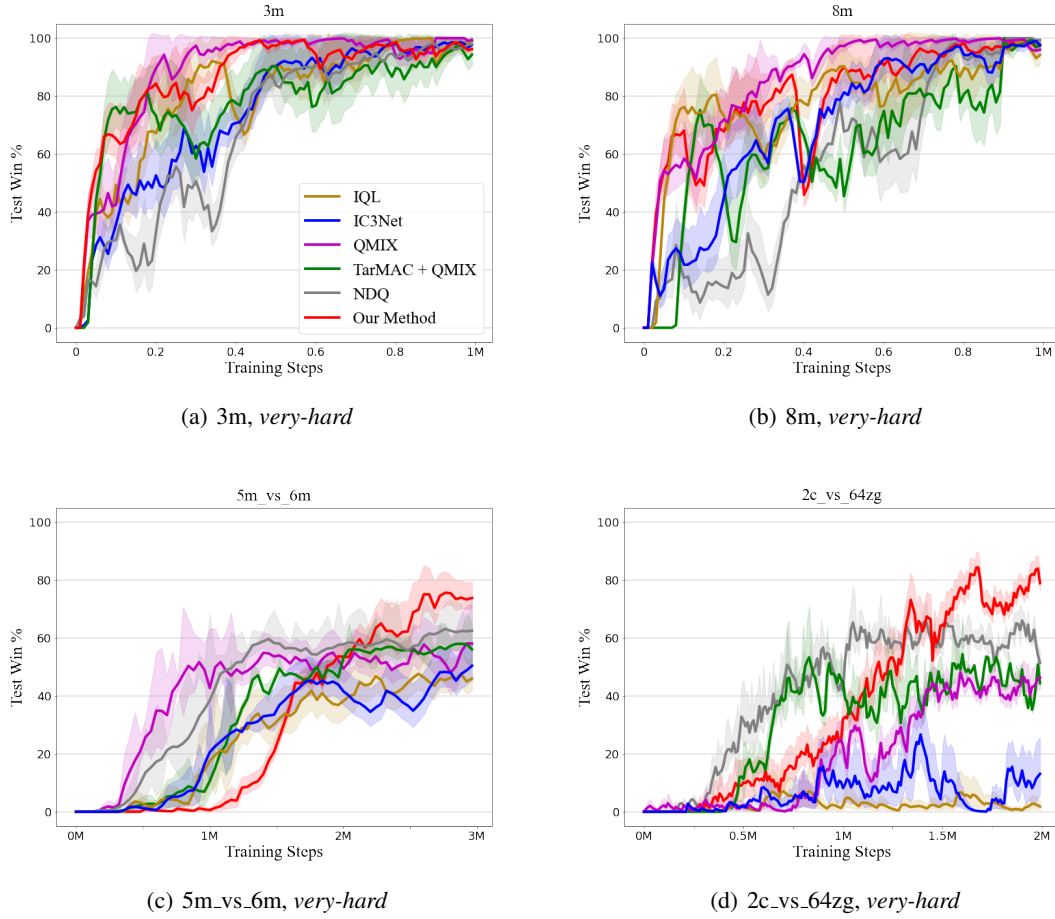 3m
100
80
60
40
20
0
Test Win %
0
0.2
0.4
0.6
0.8
1M
Training Steps
IQL
IC3Net
QMIX
TarMAC + QMIX
NDQ
Our Method
(a) 3m, very-hard
8m
100
80
60
40
20
0
Test Win %
0
0.2
0.4
0.6
0.8
1M
Training Steps
(b) 8m, very-hard
5m_vs_6m
100
80
60
40
20
0
Test Win %
0M
1M
2M
3M
Training Steps
(c) 5m_vs_6m, very-hard
2c_vs_64zg
100
80
60
40
20
0
Test Win %
0M
0.5M
1M
1.5M
2M
Training Steps
(d) 2c_vs_64zg, very-hard